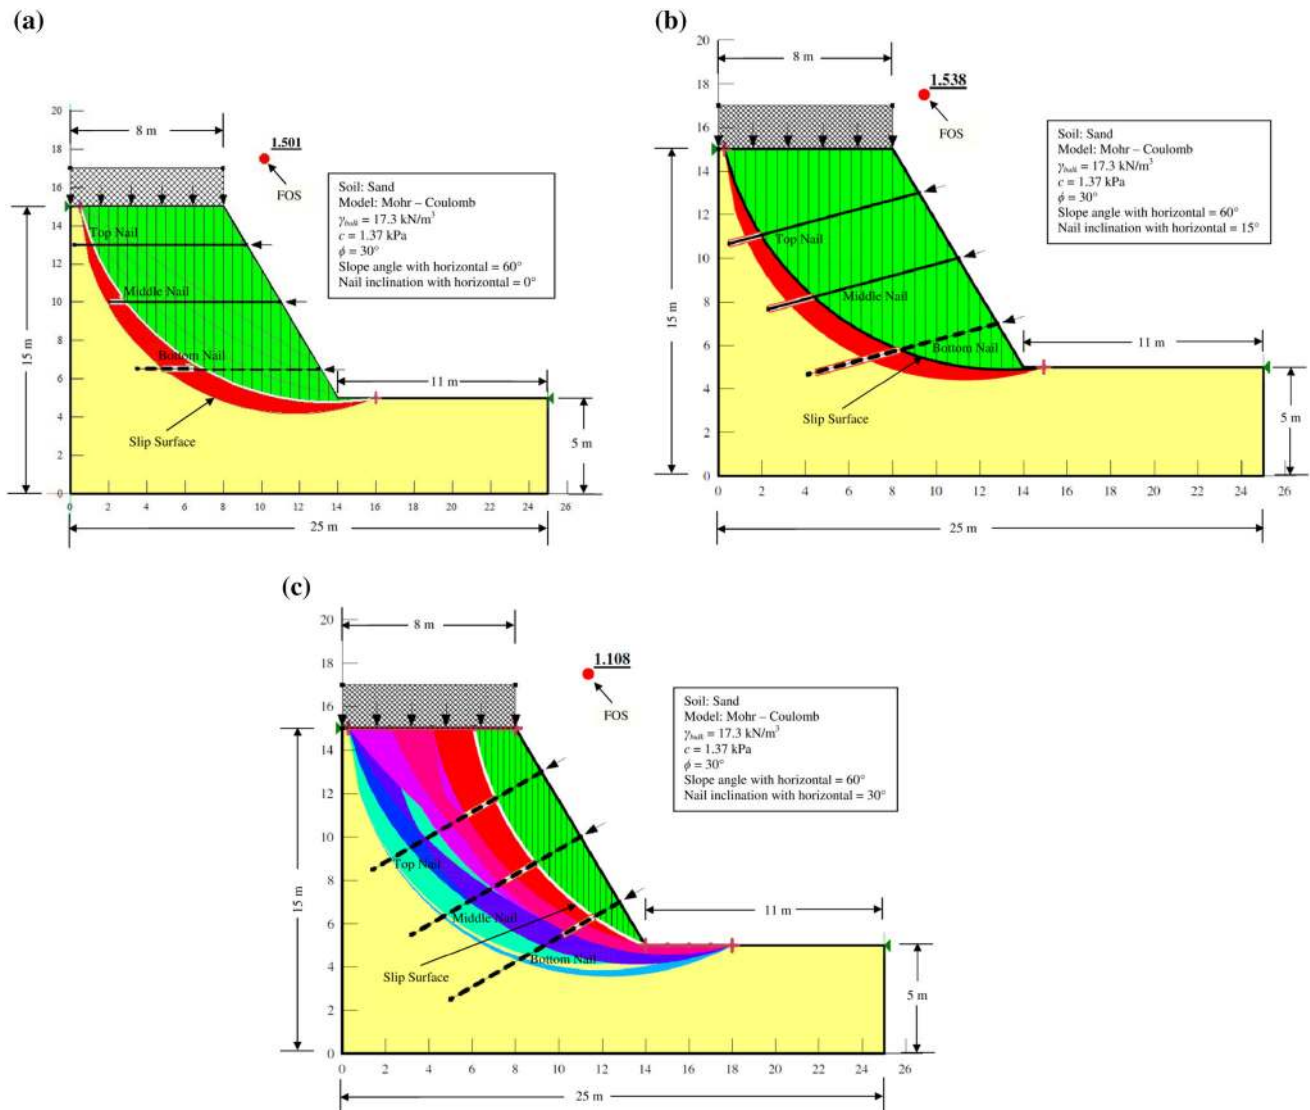 (a)
20
18
16
14
12
10
8
6
4
2
0
8 m
1.501
FOS
Soil: Sand
Model: Mohr – Coulomb
γbulk = 17.3 kN/m³
c = 1.37 kPa
ϕ = 30°
Slope angle with horizontal = 60°
Nail inclination with horizontal = 0°
Top Nail
Middle Nail
Bottom Nail
15 m
11 m
Slip Surface
5 m
0 2 4 6 8 10 12 14 16 18 20 22 24 26
25 m
(b)
20
18
16
14
12
10
8
6
4
2
0
8 m
1.538
FOS
Soil: Sand
Model: Mohr – Coulomb
γbulk = 17.3 kN/m³
c = 1.37 kPa
ϕ = 30°
Slope angle with horizontal = 60°
Nail inclination with horizontal = 15°
Top Nail
Middle Nail
Bottom Nail
15 m
11 m
Slip Surface
5 m
0 2 4 6 8 10 12 14 16 18 20 22 24 26
25 m
(c)
20
18
16
14
12
10
8
6
4
2
0
8 m
1.108
FOS
Soil: Sand
Model: Mohr – Coulomb
γbulk = 17.3 kN/m³
c = 1.37 kPa
ϕ = 30°
Slope angle with horizontal = 60°
Nail inclination with horizontal = 30°
Top Nail
Middle Nail
Bottom Nail
15 m
11 m
Slip Surface
5 m
0 2 4 6 8 10 12 14 16 18 20 22 24 26
25 m